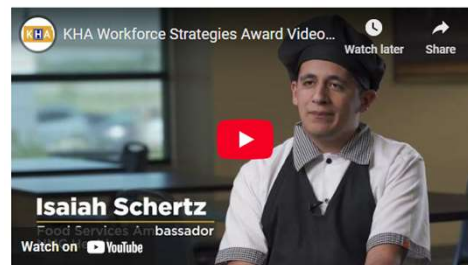 KHA
KHA Workforce Strategies Award Video…
Watch later
Share
Isaiah Schertz
Food Services Ambassador
Watch on YouTube